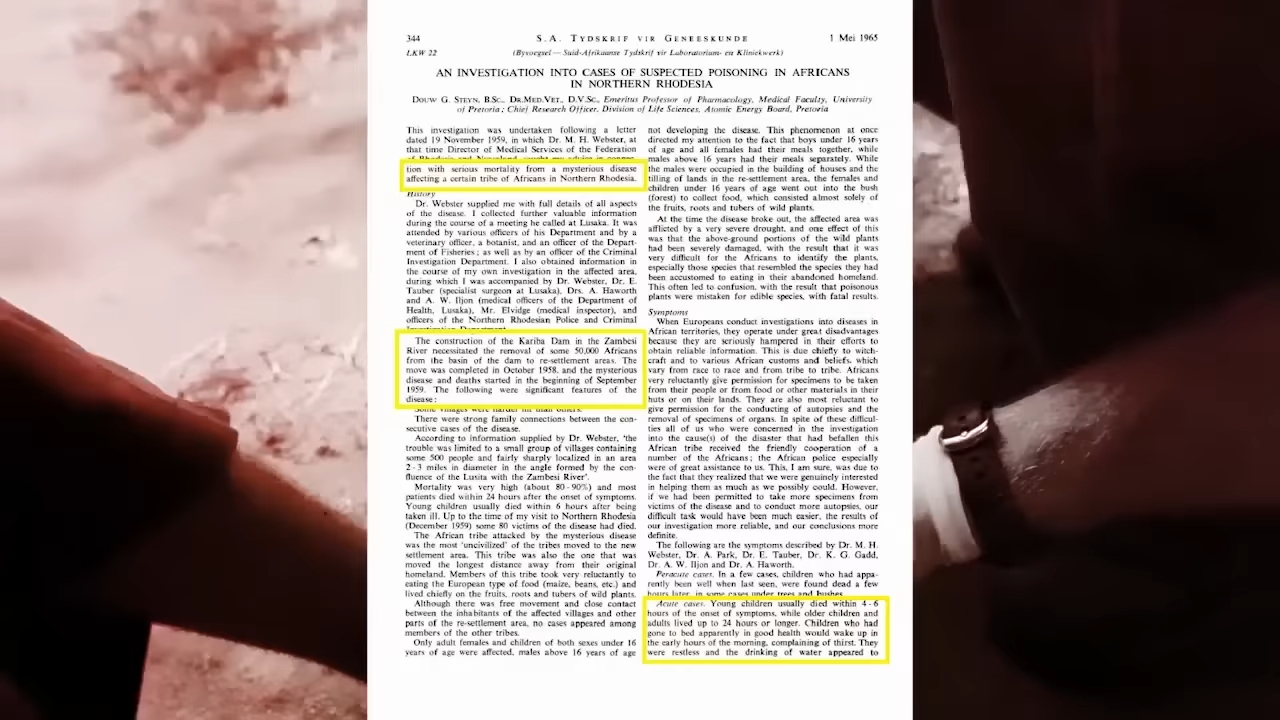 344 S.A. TYDSKRIF VIR GENEESKUNDE 1 Mei 1965
LKW 22 (Byvoegsel — Suid-Afrikaanse Tydskrif vir Laboratorium- en Kliniekwerk)
AN INVESTIGATION INTO CASES OF SUSPECTED POISONING IN AFRICANS
IN NORTHERN RHODESIA
DOUW G. STEYN, B.SC., DR.MED.VET., D.V.SC., Emeritus Professor of Pharmacology, Medical Faculty, University
of Pretoria; Chief Research Officer, Division of Life Sciences, Atomic Energy Board, Pretoria
This investigation was undertaken following a letter
dated 19 November 1959, in which Dr. M. H. Webster, at
that time Director of Medical Services of the Federation
tion with serious mortality from a mysterious disease
affecting a certain tribe of Africans in Northern Rhodesia.
History
Dr. Webster supplied me with full details of all aspects
of the disease. I collected further valuable information
during the course of a meeting he called at Lusaka. It was
attended by various officers of his Department and by a
veterinary officer, a botanist, and an officer of the Depart-
ment of Fisheries; as well as by an officer of the Criminal
Investigation Department. I also obtained information in
the course of my own investigation in the affected area,
during which I was accompanied by Dr. Webster, Dr. E.
Tauber (specialist surgeon at Lusaka), Drs. A. Haworth
and A. W. Iljon (medical officers of the Department of
Health, Lusaka), Mr. Elvidge (medical inspector), and
officers of the Northern Rhodesian Police and Criminal
The construction of the Kariba Dam in the Zambesi
River necessitated the removal of some 50,000 Africans
from the basin of the dam to re-settlement areas. The
move was completed in October 1958, and the mysterious
disease and deaths started in the beginning of September
1959. The following were significant features of the
disease:
Some villages were harder hit than others.
There were strong family connections between the con-
secutive cases of the disease.
According to information supplied by Dr. Webster, 'the
trouble was limited to a small group of villages containing
some 500 people and fairly sharply localized in an area
2-3 miles in diameter in the angle formed by the con-
fluence of the Lusita with the Zambesi River'.
Mortality was very high (about 80-90%) and most
patients died within 24 hours after the onset of symptoms.
Young children usually died within 6 hours after being
taken ill. Up to the time of my visit to Northern Rhodesia
(December 1959) some 80 victims of the disease had died.
The African tribe attacked by the mysterious disease
was the most 'uncivilized' of the tribes moved to the new
settlement area. This tribe was also the one that was
moved the longest distance away from their original
homeland. Members of this tribe took very reluctantly to
eating the European type of food (maize, beans, etc.) and
lived chiefly on the fruits, roots and tubers of wild plants.
Although there was free movement and close contact
between the inhabitants of the affected villages and other
parts of the re-settlement area, no cases appeared among
members of the other tribes.
Only adult females and children of both sexes under 16
years of age were affected, males above 16 years of age
not developing the disease. This phenomenon at once
directed my attention to the fact that boys under 16 years
of age and all females had their meals together, while
males above 16 years had their meals separately. While
the males were occupied in the building of houses and the
tilling of lands in the re-settlement area, the females and
children under 16 years of age went out into the bush
(forest) to collect food, which consisted almost solely of
the fruits, roots and tubers of wild plants.
At the time the disease broke out, the affected area was
afflicted by a very severe drought, and one effect of this
was that the above-ground portions of the wild plants
had been severely damaged, with the result that it was
very difficult for the Africans to identify the plants,
especially those species that resembled the species they had
been accustomed to eating in their abandoned homeland.
This often led to confusion, with the result that poisonous
plants were mistaken for edible species, with fatal results.
Symptoms
When Europeans conduct investigations into diseases in
African territories, they operate under great disadvantages
because they are seriously hampered in their efforts to
obtain reliable information. This is due chiefly to witch-
craft and to various African customs and beliefs, which
vary from race to race and from tribe to tribe. Africans
very reluctantly give permission for specimens to be taken
from their people or from food or other materials in their
huts or on their lands. They are also most reluctant to
give permission for the conducting of autopsies and the
removal of specimens of organs. In spite of these difficul-
ties all of us who were concerned in the investigation
into the cause(s) of the disaster that had befallen this
African tribe received the friendly cooperation of a
number of the Africans; the African police especially
were of great assistance to us. This, I am sure, was due to
the fact that they realized that we were genuinely interested
in helping them as much as we possibly could. However,
if we had been permitted to take more specimens from
victims of the disease and to conduct more autopsies, our
difficult task would have been much easier, the results of
our investigation more reliable, and our conclusions more
definite.
The following are the symptoms described by Dr. M. H.
Webster, Dr. A. Park, Dr. E. Tauber, Dr. K. G. Gadd,
Dr. A. W. Iljon and Dr. A. Haworth.
Peracute cases. In a few cases, children who had appa-
rently been well when last seen, were found dead a few
hours later, in some cases under trees and bushes.
Acute cases. Young children usually died within 4-6
hours of the onset of symptoms, while older children and
adults lived up to 24 hours or longer. Children who had
gone to bed apparently in good health would wake up in
the early hours of the morning, complaining of thirst. They
were restless and the drinking of water appeared to